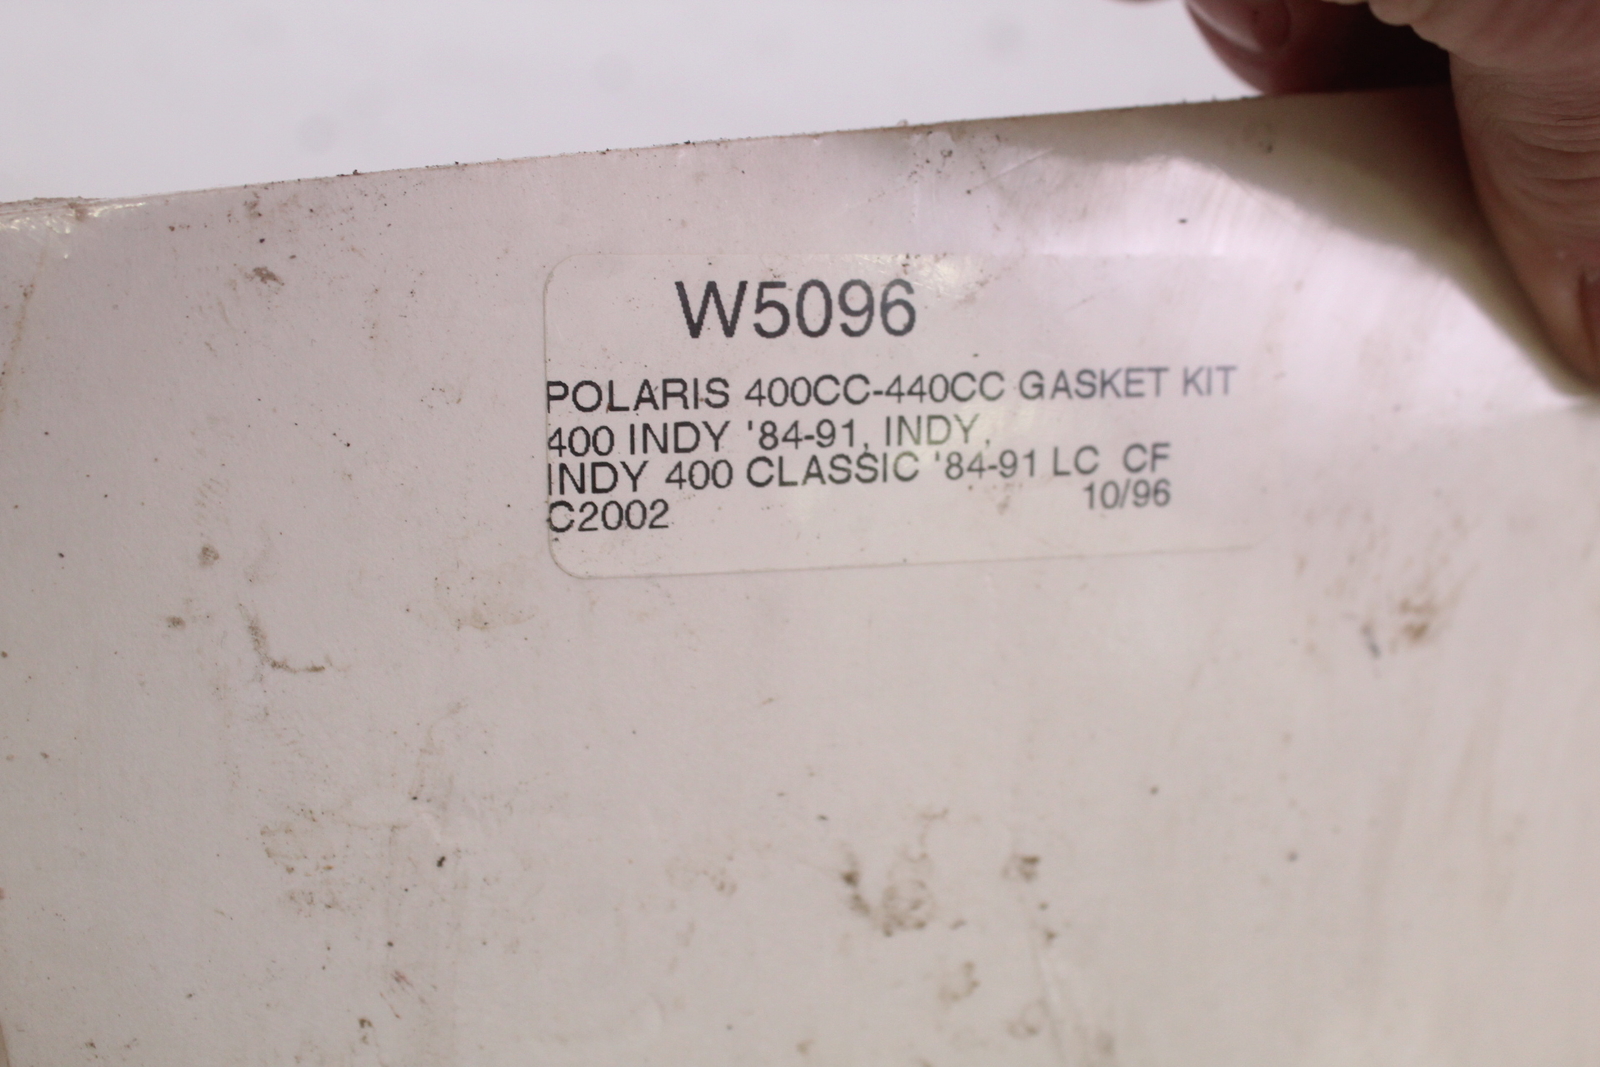 W5096
POLARIS 400CC-440CC GASKET KIT
400 INDY '84-91, INDY,
INDY 400 CLASSIC '84-91 LC CF
10/96
C2002